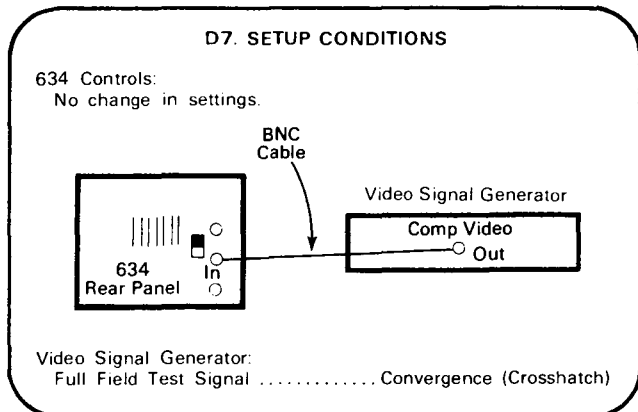 D7. SETUP CONDITIONS
634 Controls:
No change in settings.
BNC
Cable
Video Signal Generator
Comp Video
Out
634
Rear Panel
In
Video Signal Generator:
Full Field Test Signal ............. Convergence (Crosshatch)